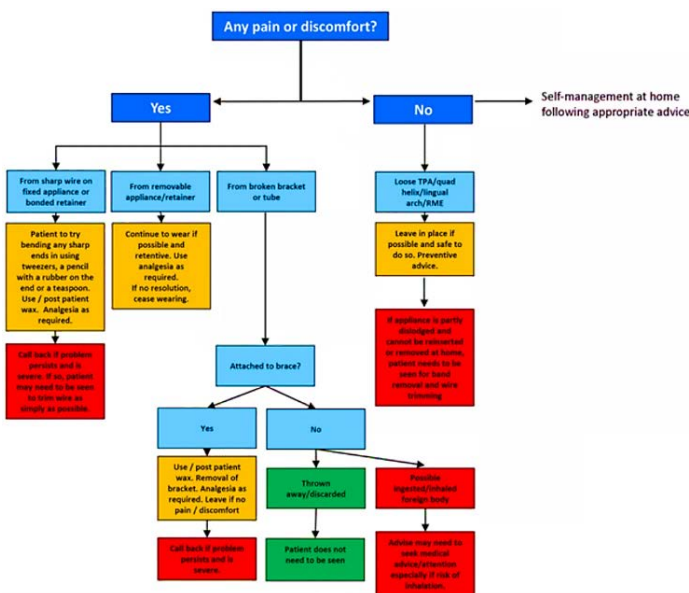 Any pain or discomfort?
Yes
No
Self-management at home
following appropriate advice
From sharp wire on
fixed appliance or
bonded retainer
From removable
appliance/retainer
From broken bracket
or tube
Loose TPA/quad
helix/lingual
arch/RME
Patient to try
bending any sharp
ends in using
tweezers, a pencil
with a rubber on the
end or a teaspoon.
Use / post patient
wax. Analgesia as
required.
Continue to wear if
possible and
retentive. Use
analgesia as
required.
If no resolution,
cease wearing.
Leave in place if
possible and safe to
do so. Preventive
advice.
Call back if problem
persists and is
severe. If so, patient
may need to be seen
to trim wire as
simply as possible.
If appliance is partly
dislodged and
cannot be reinserted
or removed at home,
patient needs to be
seen for band
removal and wire
trimming
Attached to brace?
Yes
No
Use / post patient
wax. Removal of
bracket. Analgesia as
required. Leave if no
pain / discomfort
Thrown
away/discarded
Possible
ingested/inhaled
foreign body
Call back if problem
persists and is
severe.
Patient does not
need to be seen
Advise may need to
seek medical
advice/attention
especially if risk of
inhalation.